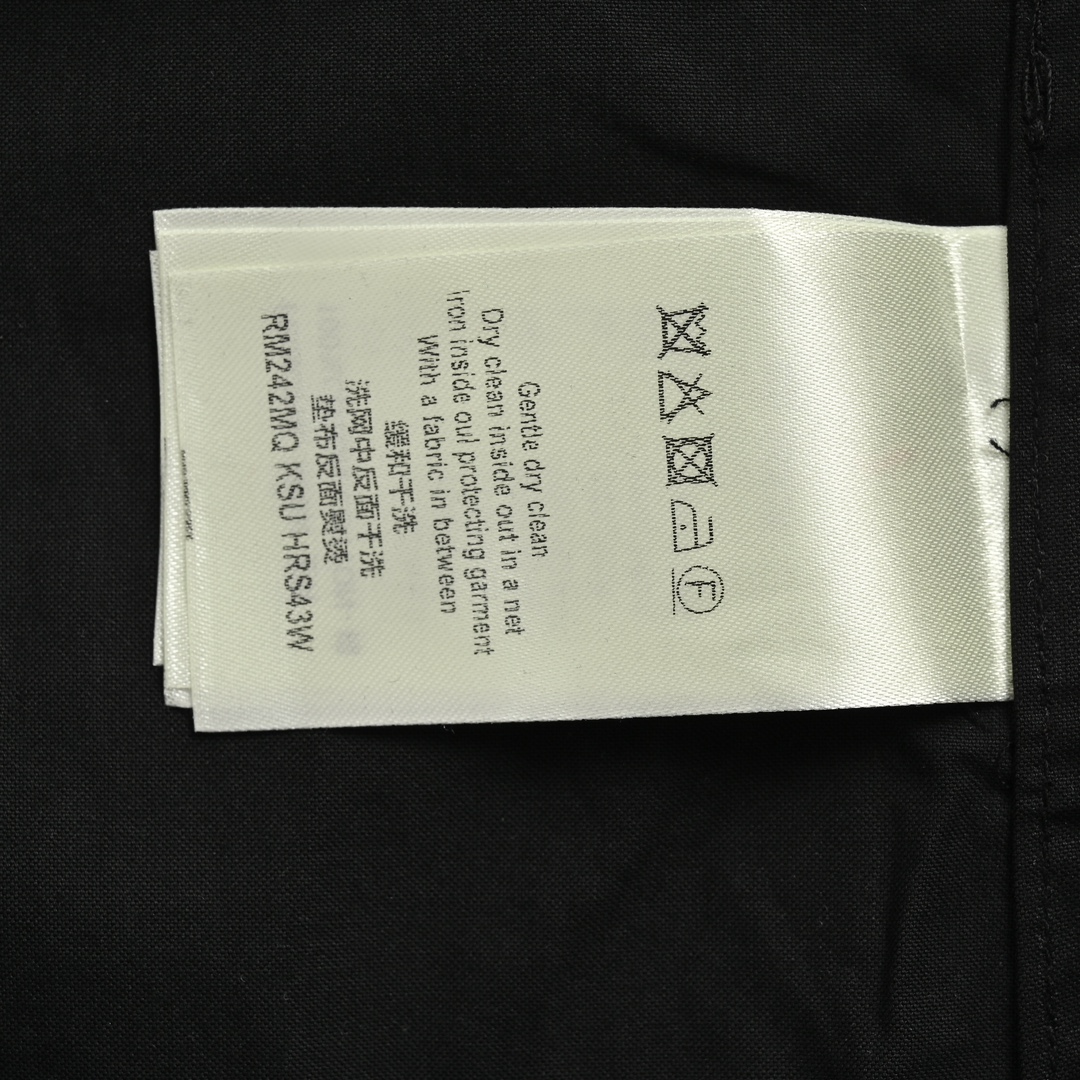 Gentle dry clean
Dry clean inside out in a net
iron inside out protecting garment
With a fabric in between
缓和干洗
洗网中反面干洗
垫布反面熨烫
RM242MQ KSU HRS43W